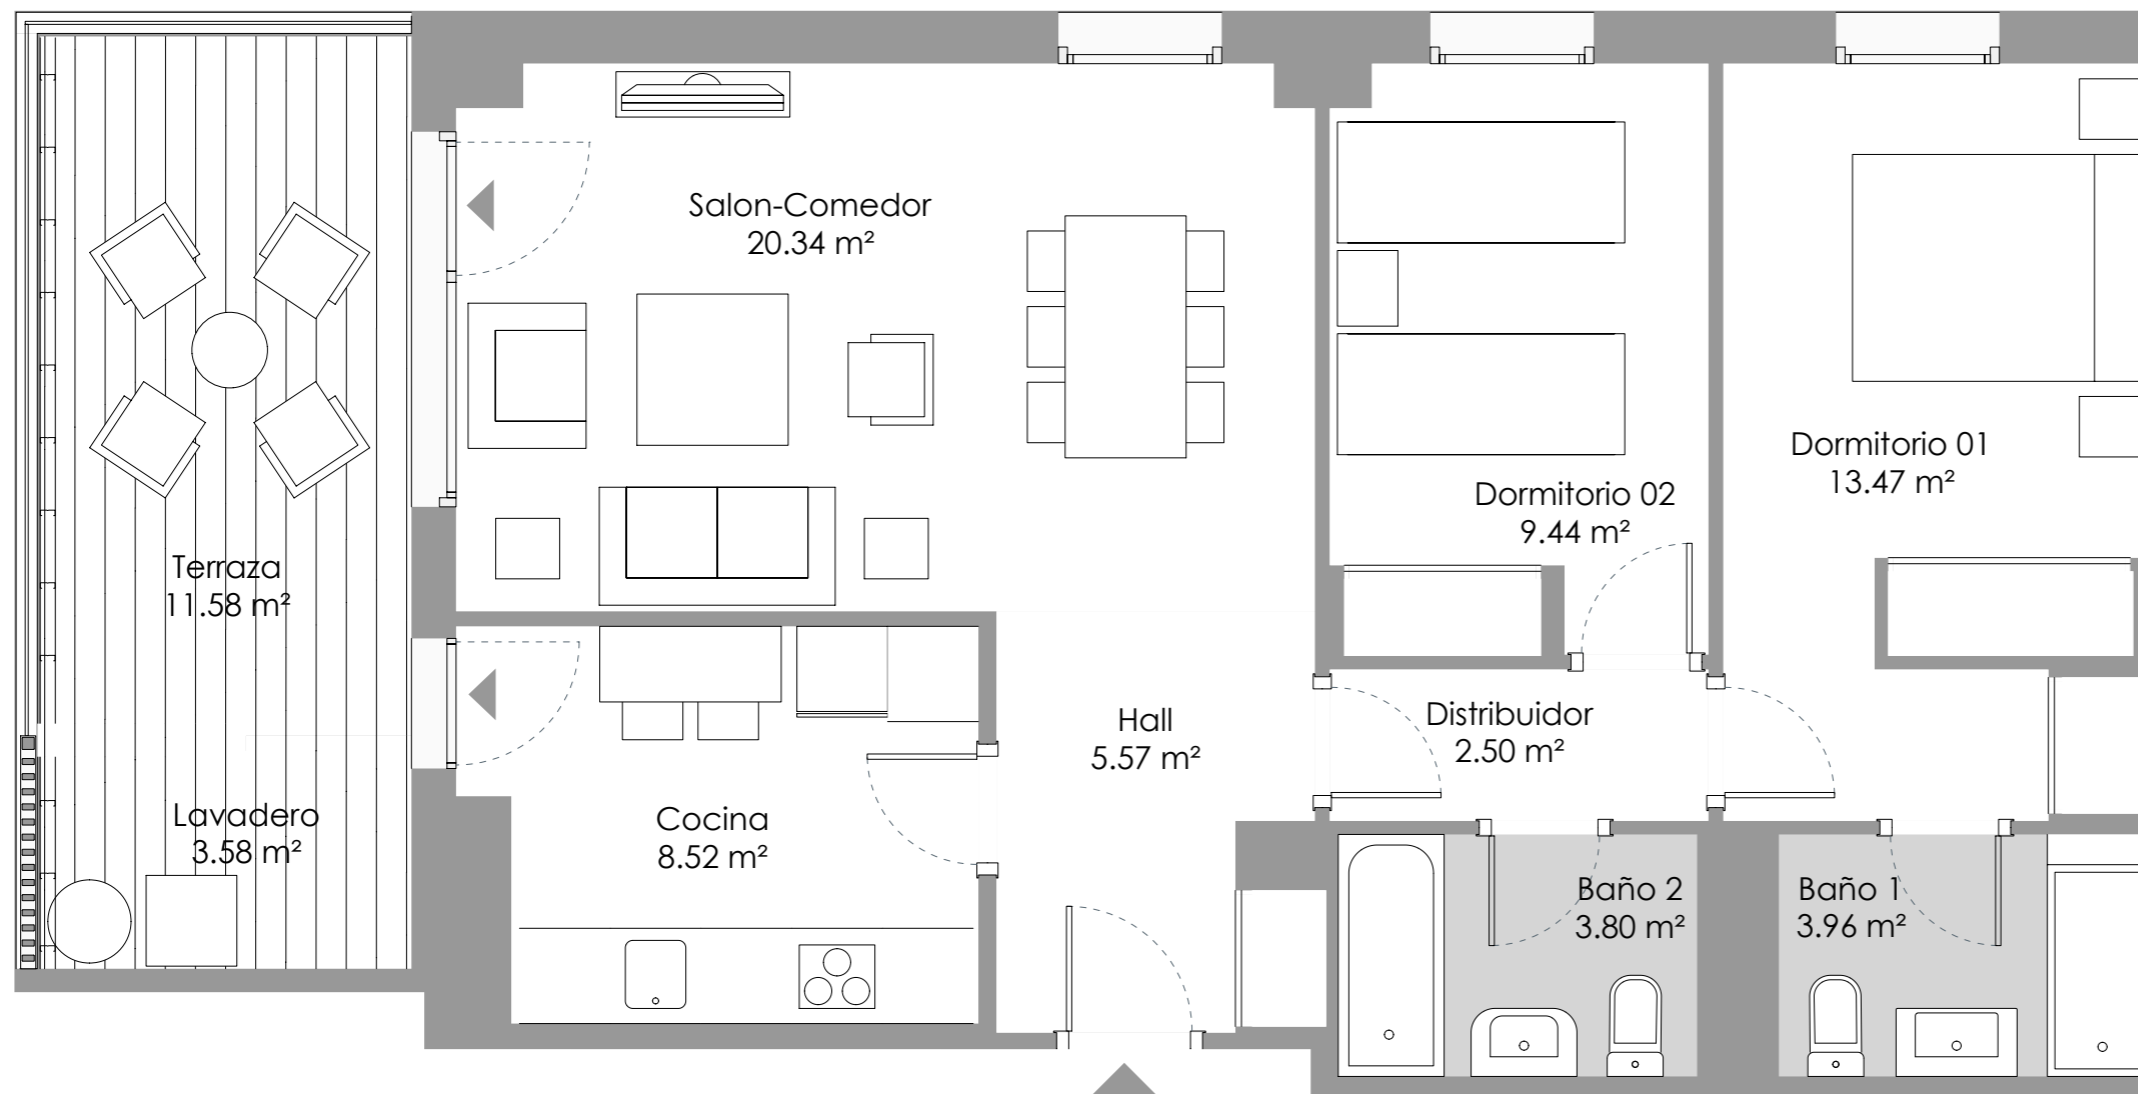 Salon-Comedor
20.34 m²
Dormitorio 01
13.47 m²
Dormitorio 02
9.44 m²
Terraza
11.58 m²
Hall
5.57 m²
Distribuidor
2.50 m²
Lavadero
3.58 m²
Cocina
8.52 m²
Baño 2
3.80 m²
Baño 1
3.96 m²